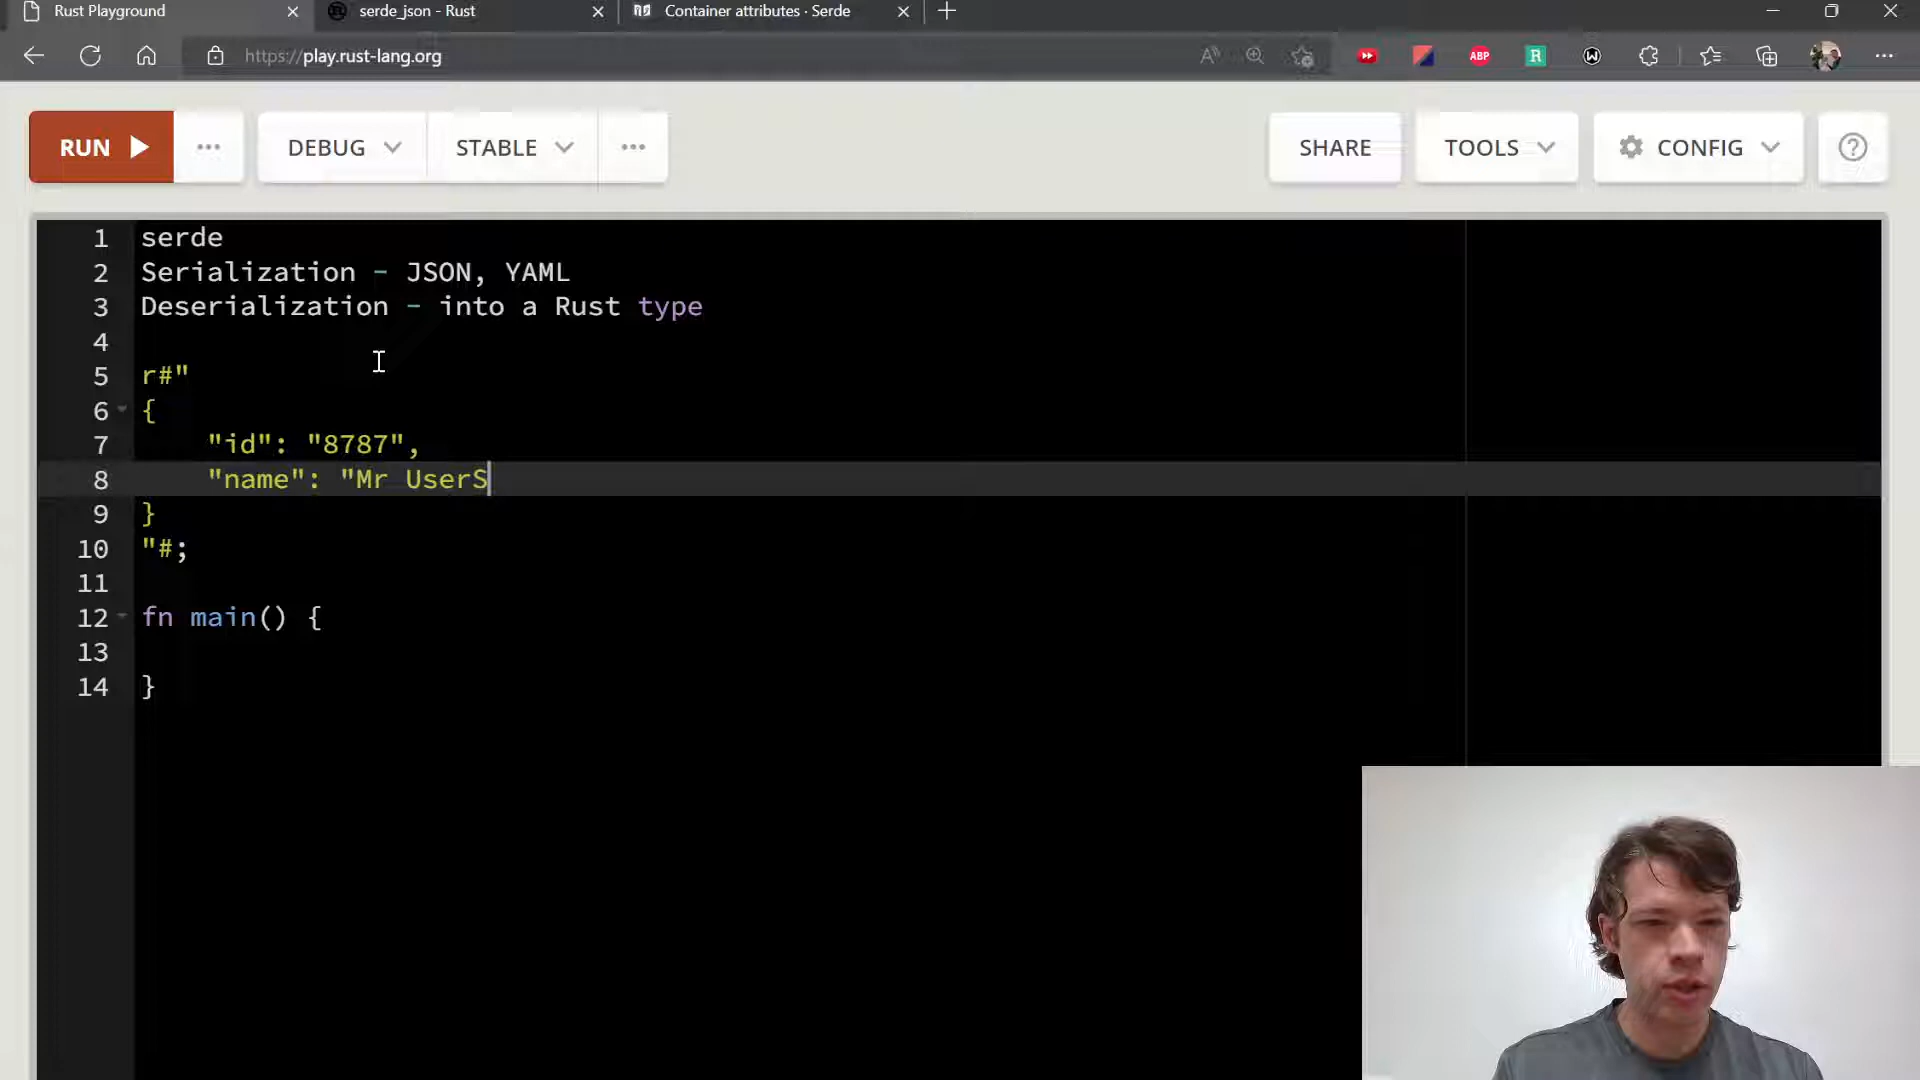 Rust Playground
serde_json - Rust
Container attributes · Serde
https://play.rust-lang.org
ABP
R
W
RUN
DEBUG
STABLE
SHARE
TOOLS
CONFIG
1 serde
2 Serialization - JSON, YAML
3 Deserialization - into a Rust type
4
5 r#"
6 {
7 "id": "8787",
8 "name": "Mr UserS
9 }
10 "#;
11
12 fn main() {
13
14 }